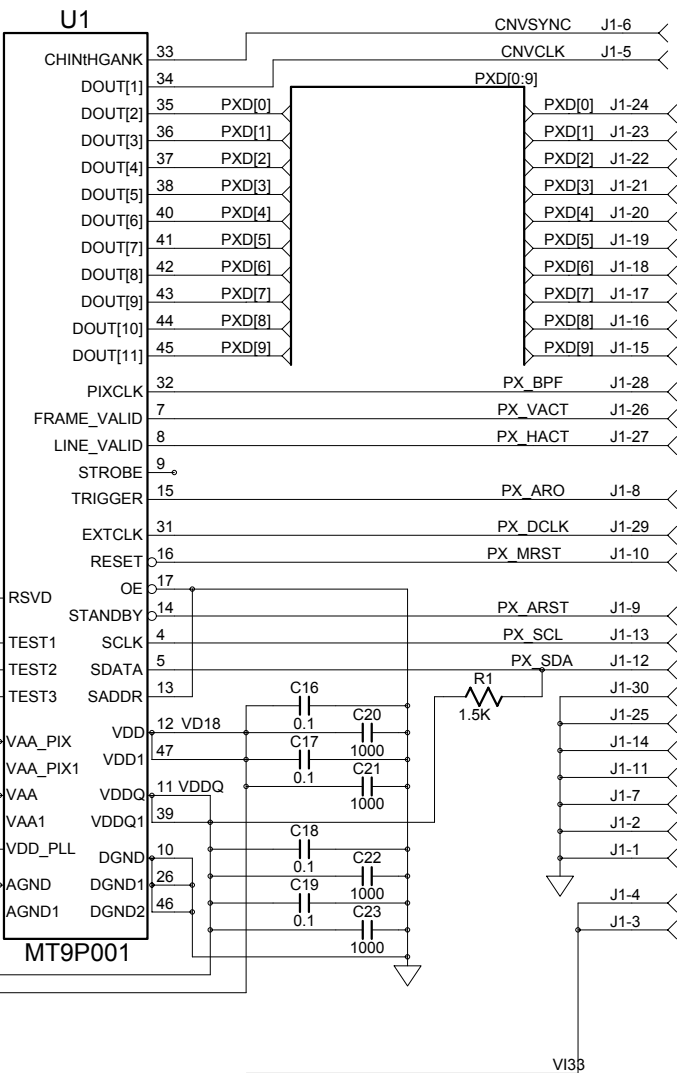 U1
CNVSYNC J1-6
CHINtHGANK 33 CNVCLK J1-5
DOUT[1] 34 PXD[0:9]
DOUT[2] 35 PXD[0] PXD[0] J1-24
DOUT[3] 36 PXD[1] PXD[1] J1-23
DOUT[4] 37 PXD[2] PXD[2] J1-22
DOUT[5] 38 PXD[3] PXD[3] J1-21
DOUT[6] 40 PXD[4] PXD[4] J1-20
DOUT[7] 41 PXD[5] PXD[5] J1-19
DOUT[8] 42 PXD[6] PXD[6] J1-18
DOUT[9] 43 PXD[7] PXD[7] J1-17
DOUT[10] 44 PXD[8] PXD[8] J1-16
DOUT[11] 45 PXD[9] PXD[9] J1-15
PIXCLK 32 PX_BPF J1-28
FRAME_VALID 7 PX_VACT J1-26
LINE_VALID 8 PX_HACT J1-27
STROBE 9
TRIGGER 15 PX_ARO J1-8
EXTCLK 31 PX_DCLK J1-29
RESET 16 PX_MRST J1-10
RSVD OE 17
STANDBY 14 PX_ARST J1-9
TEST1 SCLK 4 PX_SCL J1-13
TEST2 SDATA 5 PX_SDA J1-12
TEST3 SADDR 13 C16 R1 J1-30
0.1 1.5K
VAA_PIX VDD 12 VD18 C20 J1-25
VAA_PIX1 VDD1 47 C17 1000 J1-14
0.1 C21 J1-11
VAA VDDQ 11 VDDQ 1000 J1-7
VAA1 VDDQ1 39 C18 J1-2
VDD_PLL DGND 10 0.1 C22 J1-1
AGND DGND1 26 C19 1000
AGND1 DGND2 46 0.1 C23 J1-4
1000 J1-3
MT9P001
VI33